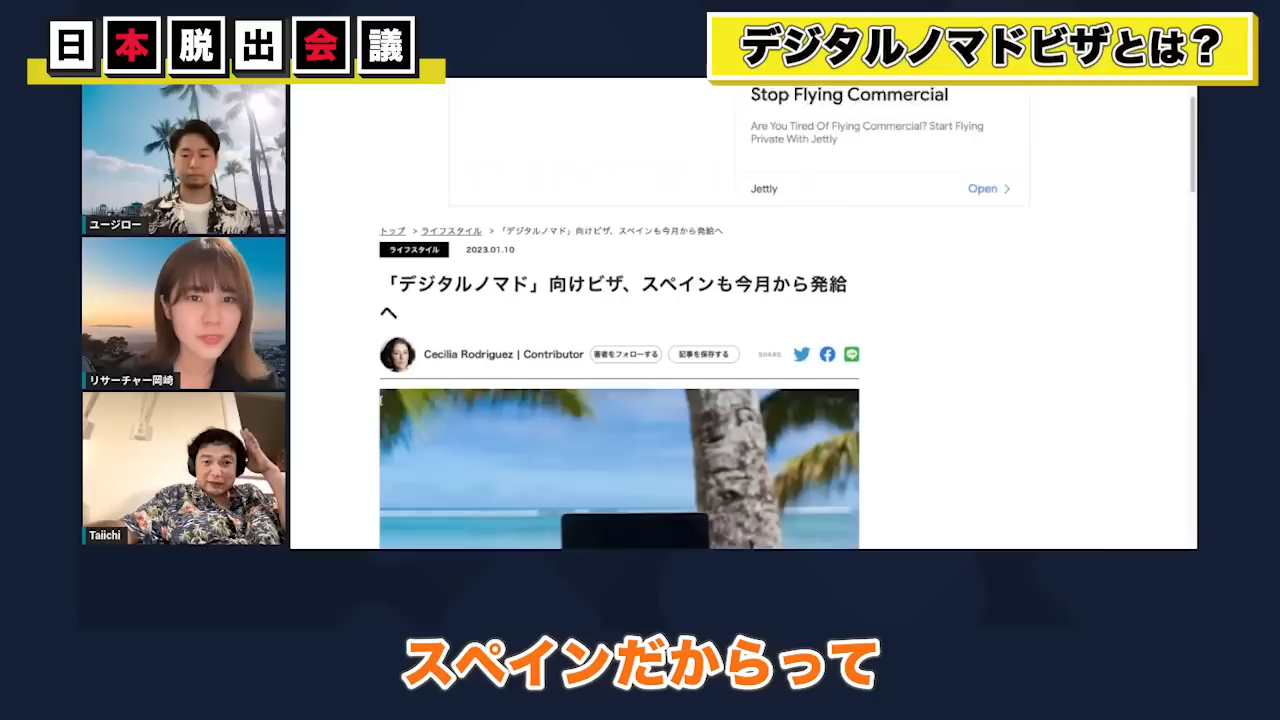 日本脱出会議
デジタルノマドビザとは？
Stop Flying Commercial
Are You Tired Of Flying Commercial? Start Flying
Private With Jettly
Jettly
Open
トップ > ライフスタイル > 「デジタルノマド」向けビザ、スペインも今月から発給へ
ライフスタイル 2023.01.10
「デジタルノマド」向けビザ、スペインも今月から発給
へ
Cecilia Rodriguez | Contributor 著者をフォローする 記事を保存する SHARE
ユージロー
リサーチャー岡崎
Taiichi
スペインだからって